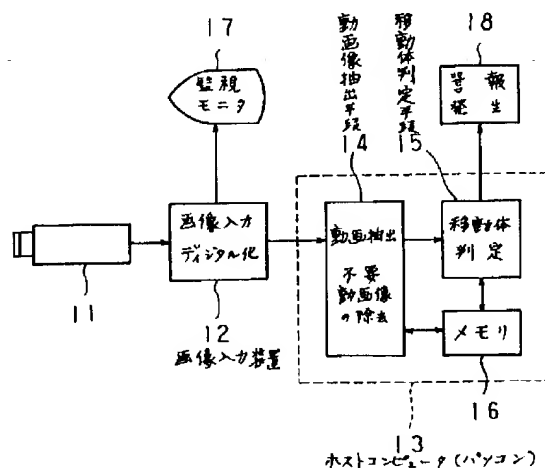 17
監視
モニタ
動画像抽出手段
14
移動体判定手段
15
18
警報
発生
11
画像入力
ディジタル化
12
画像入力装置
動画抽出
不要
動画像
の除去
移動体
判定
メモリ
16
13
ホストコンピュータ(パソコン)